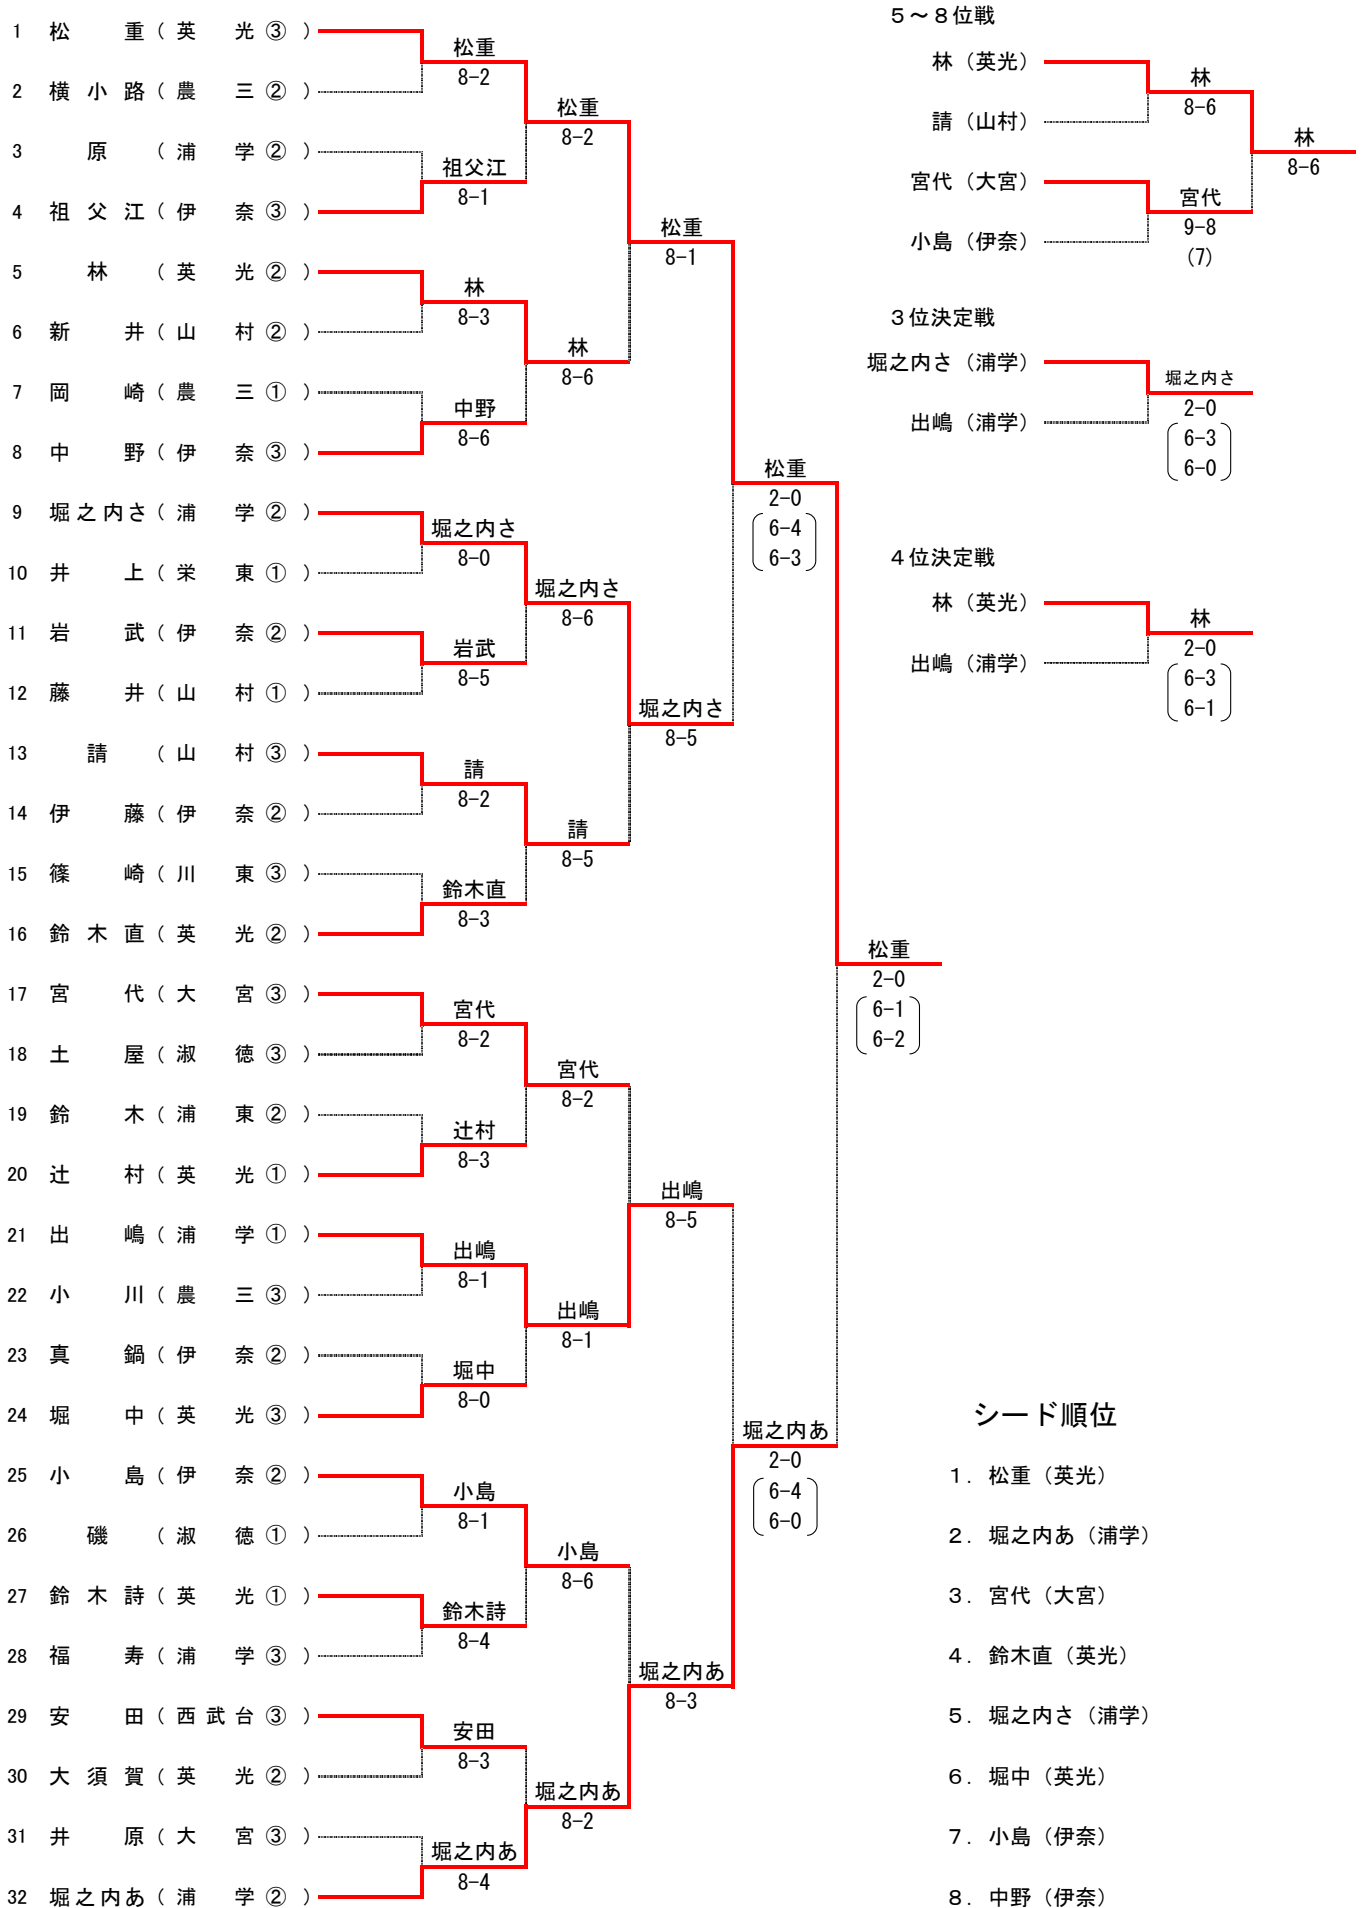 1 松重(英光③)
2 横小路(農三②)
3 原(浦学②)
4 祖父江(伊奈③)
5 林(英光②)
6 新井(山村②)
7 岡崎(農三①)
8 中野(伊奈③)
9 堀之内さ(浦学②)
10 井上(栄東①)
11 岩武(伊奈②)
12 藤井(山村①)
13 請(山村③)
14 伊藤(伊奈②)
15 篠崎(川東③)
16 鈴木直(英光②)
17 宮代(大宮③)
18 土屋(淑徳③)
19 鈴木(浦東②)
20 辻村(英光①)
21 出嶋(浦学①)
22 小川(農三③)
23 真鍋(伊奈②)
24 堀中(英光③)
25 小島(伊奈②)
26 磯(淑徳①)
27 鈴木詩(英光①)
28 福寿(浦学③)
29 安田(西武台③)
30 大須賀(英光②)
31 井原(大宮③)
32 堀之内あ(浦学②)
松重
8-2
祖父江
8-1
林
8-3
中野
8-6
堀之内さ
8-0
岩武
8-5
請
8-2
鈴木直
8-3
宮代
8-2
辻村
8-3
出嶋
8-1
堀中
8-0
小島
8-1
鈴木詩
8-4
安田
8-3
堀之内あ
8-4
松重
8-2
林
8-6
堀之内さ
8-6
請
8-5
宮代
8-2
出嶋
8-1
小島
8-6
堀之内あ
8-2
松重
8-1
堀之内さ
8-5
出嶋
8-5
堀之内あ
8-3
松重
2-0
6-4
6-3
堀之内あ
2-0
6-4
6-0
松重
2-0
6-1
6-2
5～8位戦
林(英光)
請(山村)
宮代(大宮)
小島(伊奈)
林
8-6
宮代
9-8
(7)
林
8-6
3位決定戦
堀之内さ(浦学)
出嶋(浦学)
堀之内さ
2-0
6-3
6-0
4位決定戦
林(英光)
出嶋(浦学)
林
2-0
6-3
6-1
シード順位
1. 松重(英光)
2. 堀之内あ(浦学)
3. 宮代(大宮)
4. 鈴木直(英光)
5. 堀之内さ(浦学)
6. 堀中(英光)
7. 小島(伊奈)
8. 中野(伊奈)